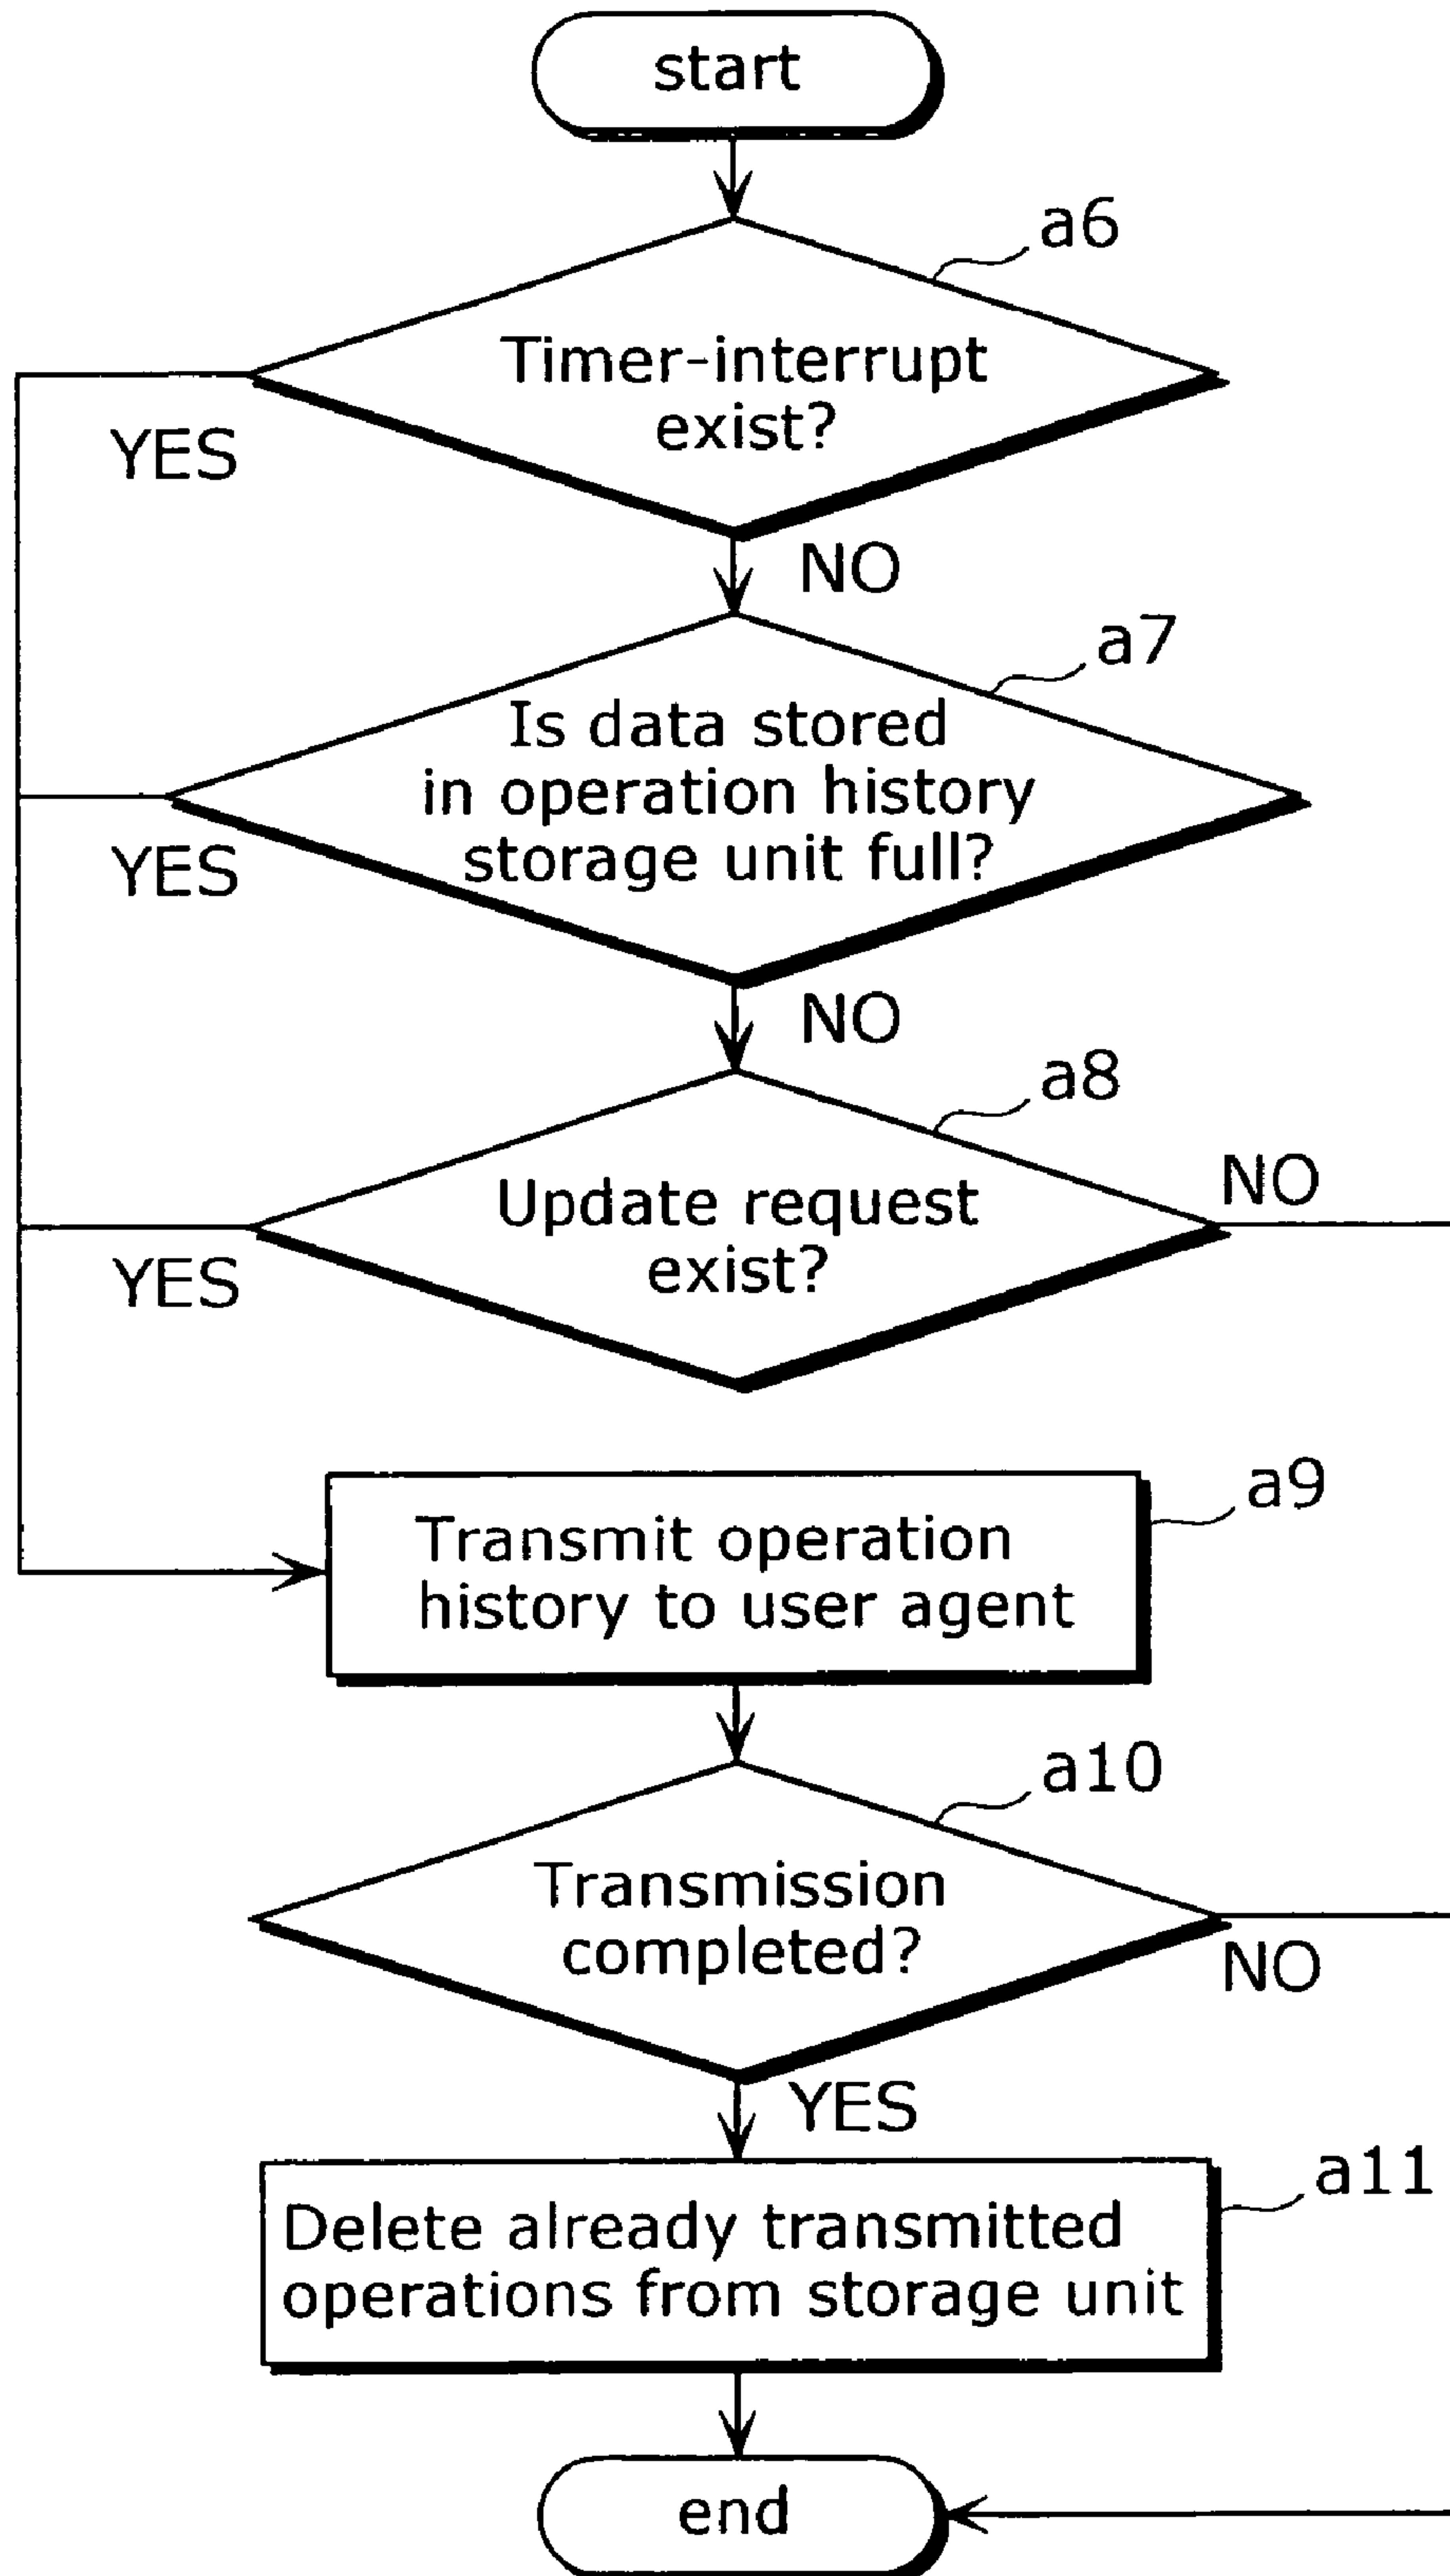 start
a6
Timer-interrupt
exist?
YES
NO
a7
Is data stored
in operation history
storage unit full?
YES
NO
a8
NO
Update request
exist?
YES
a9
Transmit operation
history to user agent
a10
Transmission
completed?
NO
YES
a11
Delete already transmitted
operations from storage unit
end